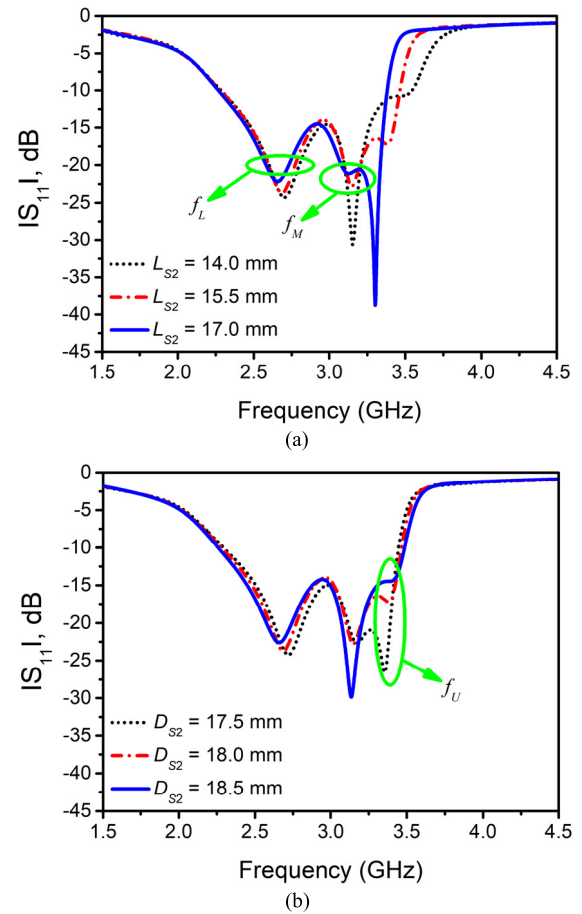 0
-5
-10
-15
-20
-25
-30
-35
-40
-45
|S11|, dB
fL
fM
LS2 = 14.0 mm
LS2 = 15.5 mm
LS2 = 17.0 mm
1.5 2.0 2.5 3.0 3.5 4.0 4.5
Frequency (GHz)
(a)
0
-5
-10
-15
-20
-25
-30
-35
-40
-45
|S11|, dB
fU
DS2 = 17.5 mm
DS2 = 18.0 mm
DS2 = 18.5 mm
1.5 2.0 2.5 3.0 3.5 4.0 4.5
Frequency (GHz)
(b)